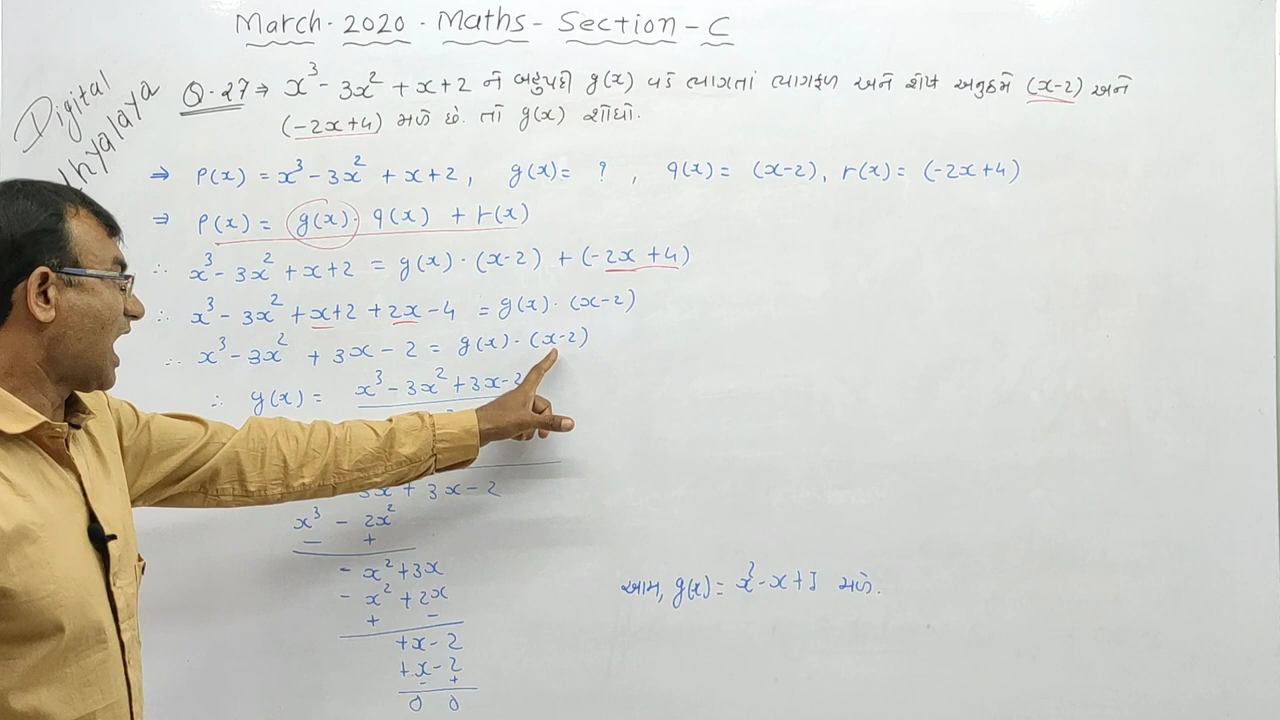 March. 2020. Maths - Section - C
Digital
dhyalaya
Q.27 ⇒ x³ - 3x² + x + 2 ને બહુપદી g(x) વડે ભાગતાં ભાગફળ અને શેષ અનુક્રમે (x-2) અને
(-2x+4) મળે છે. તો g(x) શોધો.
⇒ P(x) = x³ - 3x² + x + 2, g(x) = ? , q(x) = (x-2), r(x) = (-2x+4)
⇒ P(x) = g(x) · q(x) + r(x)
∴ x³ - 3x² + x + 2 = g(x) · (x-2) + (-2x + 4)
∴ x³ - 3x² + x + 2 + 2x - 4 = g(x) · (x-2)
∴ x³ - 3x² + 3x - 2 = g(x) · (x-2)
∴ g(x) = x³ - 3x² + 3x - 2
3x + 3x - 2
x³ - 2x²
- +
- x² + 3x
- x² + 2x
+ -
+x - 2
+x - 2
- +
0 0
આમ, g(x) = x² - x + 1 મળે.